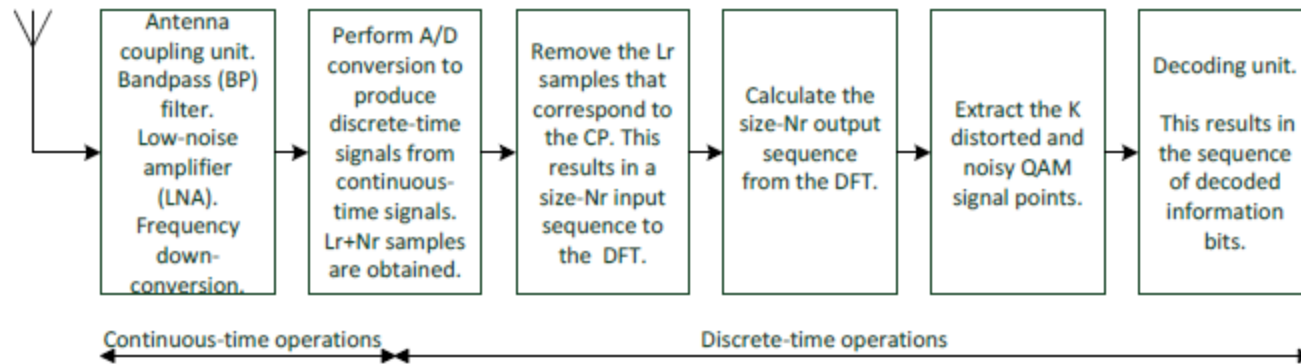 Antenna
coupling unit.
Bandpass (BP)
filter.
Low-noise
amplifier
(LNA).
Frequency
down-
conversion.
Perform A/D
conversion to
produce
discrete-time
signals from
continuous-
time signals.
Lr+Nr samples
are obtained.
Remove the Lr
samples that
correspond to
the CP. This
results in a
size-Nr input
sequence to
the DFT.
Calculate the
size-Nr output
sequence
from the DFT.
Extract the K
distorted and
noisy QAM
signal points.
Decoding unit.
This results in
the sequence
of decoded
information
bits.
Continuous-time operations
Discrete-time operations